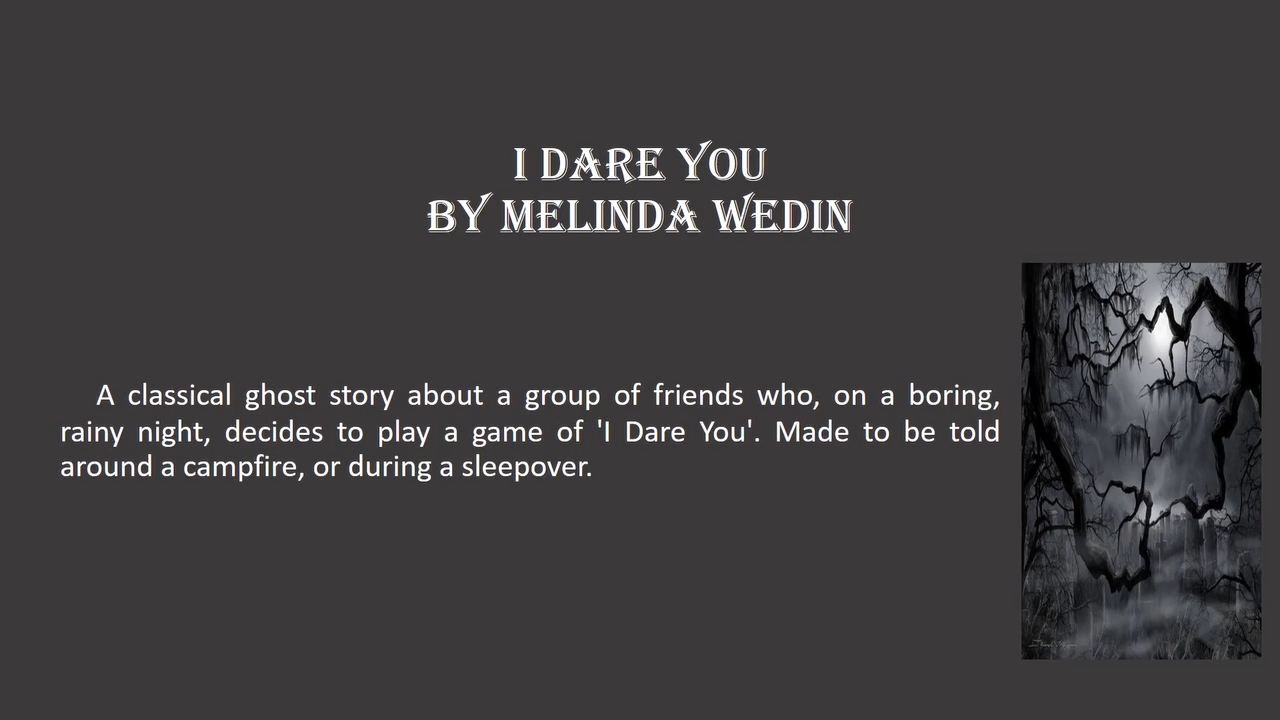 I DARE YOU
BY MELINDA WEDIN
A classical ghost story about a group of friends who, on a boring,
rainy night, decides to play a game of 'I Dare You'. Made to be told
around a campfire, or during a sleepover.